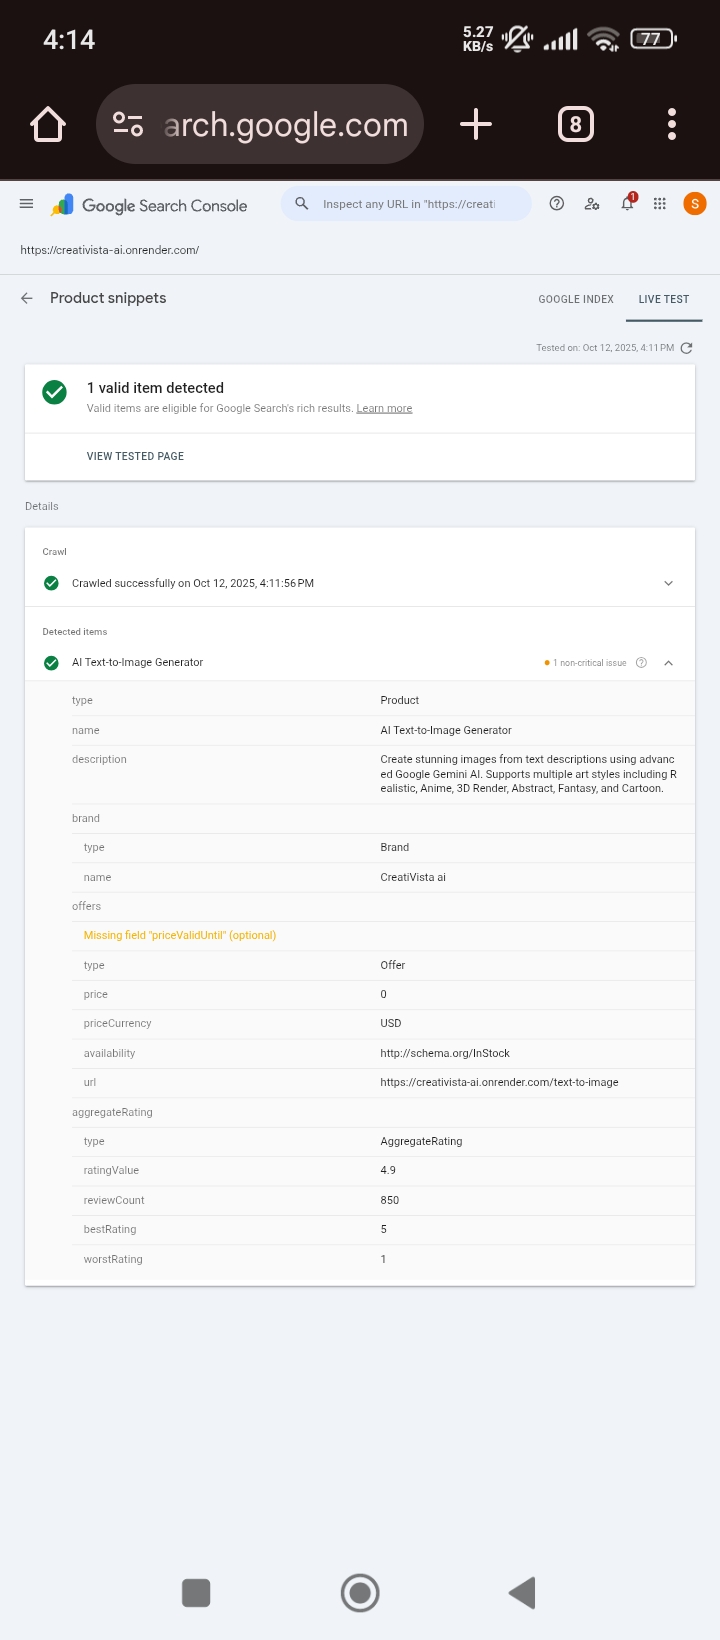 4:14
5.27
KB/s
77
arch.google.com
8
Google Search Console
Inspect any URL in "https://creati
1
S
https://creativista-ai.onrender.com/
Product snippets
GOOGLE INDEX
LIVE TEST
Tested on: Oct 12, 2025, 4:11 PM
1 valid item detected
Valid items are eligible for Google Search's rich results. Learn more
VIEW TESTED PAGE
Details
Crawl
Crawled successfully on Oct 12, 2025, 4:11:56 PM
Detected items
AI Text-to-Image Generator
1 non-critical issue
type Product
name AI Text-to-Image Generator
description Create stunning images from text descriptions using advanc
ed Google Gemini AI. Supports multiple art styles including R
ealistic, Anime, 3D Render, Abstract, Fantasy, and Cartoon.
brand
type Brand
name CreatiVista ai
offers
Missing field "priceValidUntil" (optional)
type Offer
price 0
priceCurrency USD
availability http://schema.org/InStock
url https://creativista-ai.onrender.com/text-to-image
aggregateRating
type AggregateRating
ratingValue 4.9
reviewCount 850
bestRating 5
worstRating 1